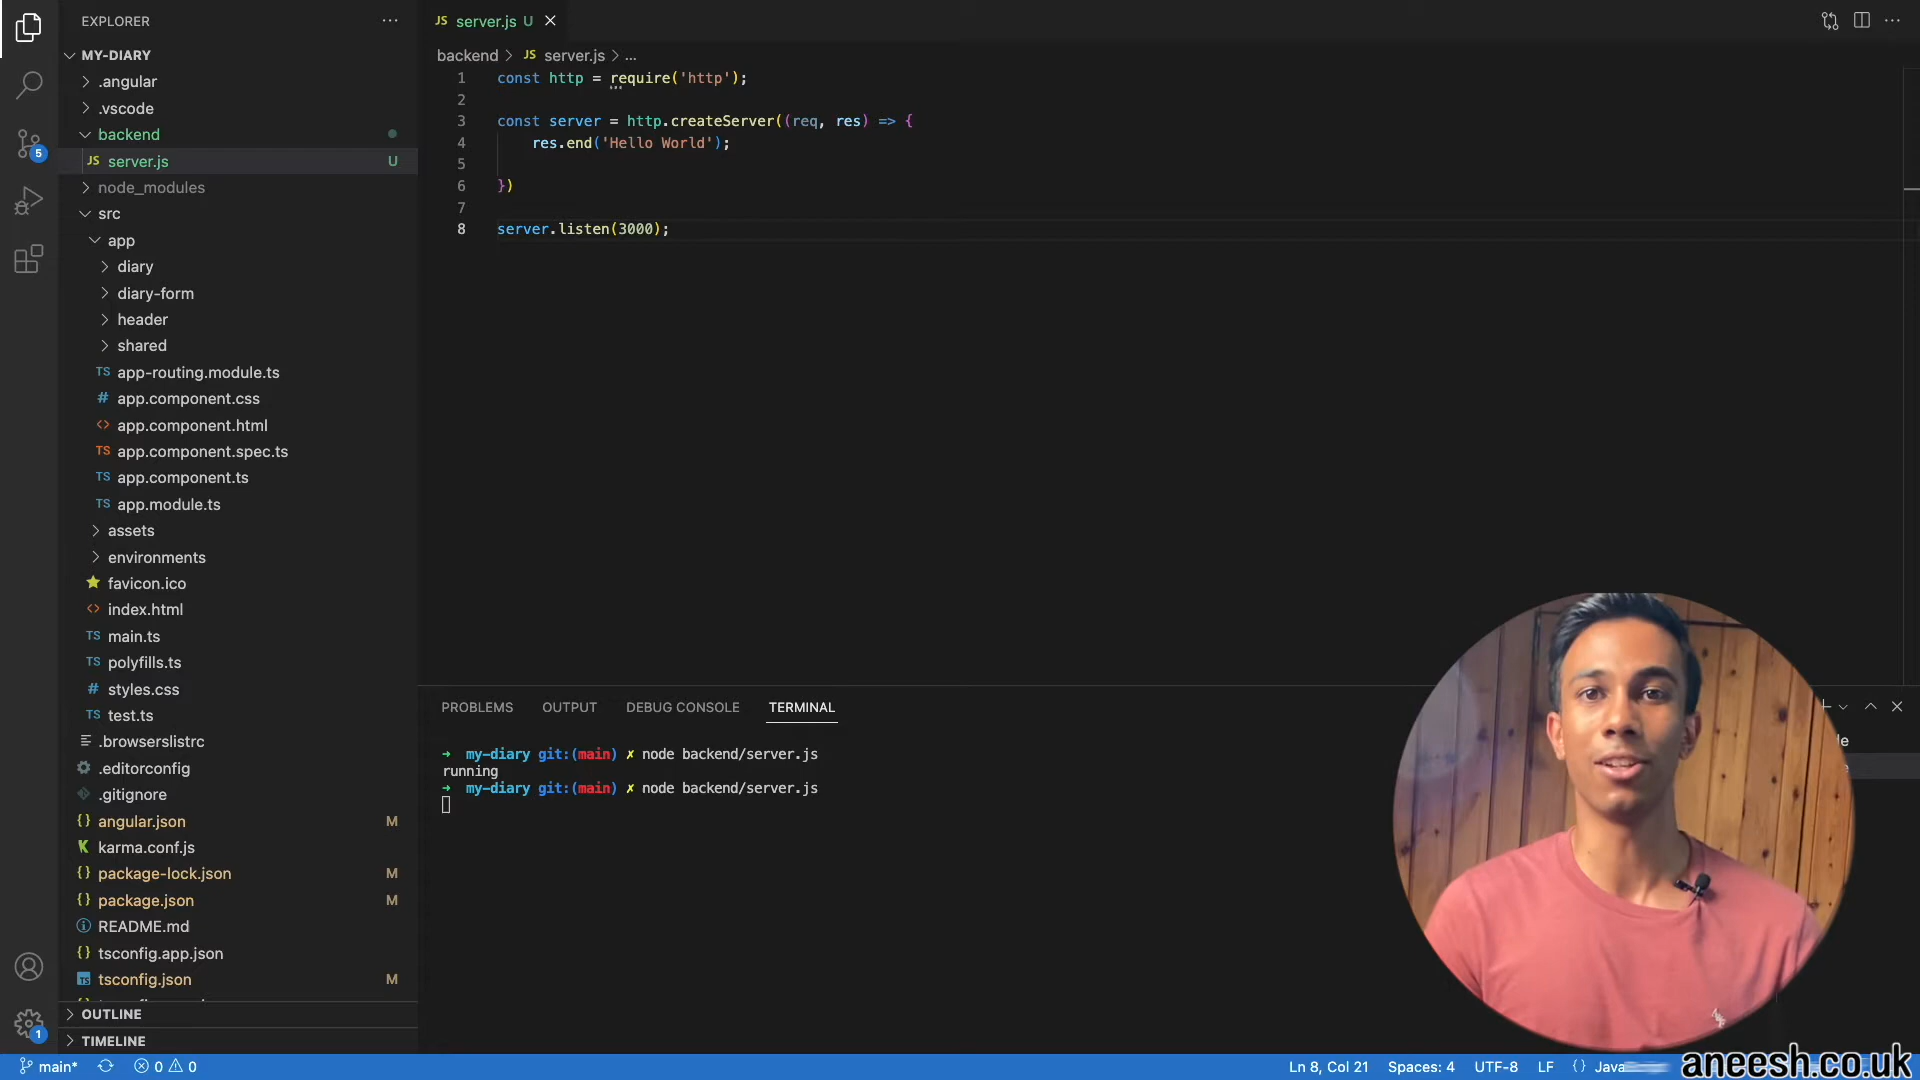 EXPLORER
MY-DIARY
.angular
.vscode
backend
JS server.js U
node_modules
src
app
diary
diary-form
header
shared
TS app-routing.module.ts
# app.component.css
<> app.component.html
TS app.component.spec.ts
TS app.component.ts
TS app.module.ts
assets
environments
favicon.ico
<> index.html
TS main.ts
TS polyfills.ts
# styles.css
TS test.ts
.browserslistrc
.editorconfig
.gitignore
{} angular.json M
karma.conf.js
{} package-lock.json M
{} package.json M
README.md
{} tsconfig.app.json
TS tsconfig.json M
OUTLINE
TIMELINE
5
1
JS server.js U
backend > JS server.js > ...
1 const http = require('http');
2
3 const server = http.createServer((req, res) => {
4 res.end('Hello World');
5
6 })
7
8 server.listen(3000);
PROBLEMS OUTPUT DEBUG CONSOLE TERMINAL
→ my-diary git:(main) ✗ node backend/server.js
running
→ my-diary git:(main) ✗ node backend/server.js
main* 0 0
Ln 8, Col 21 Spaces: 4 UTF-8 LF {} Java
aneesh.co.uk